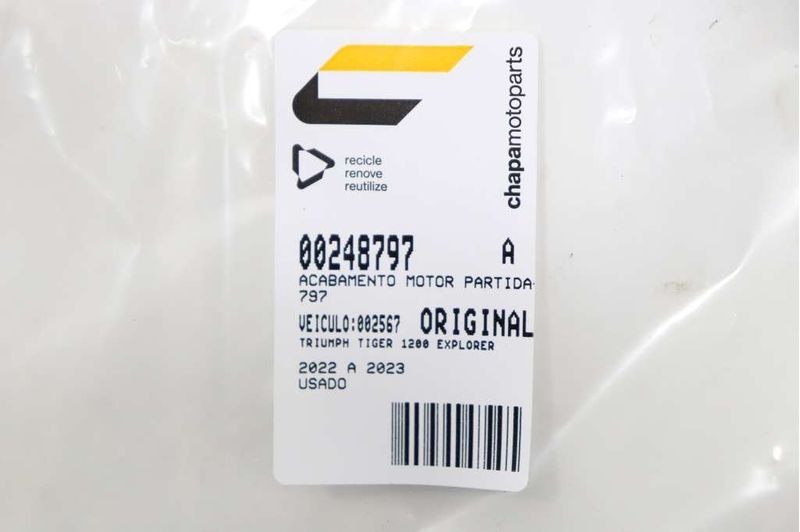 chapamotoparts
recicle
renove
reutilize
00248797 A
ACABAMENTO MOTOR PARTIDA-
797
VEICULO:002567 ORIGINAL
TRIUMPH TIGER 1200 EXPLORER
2022 A 2023
USADO